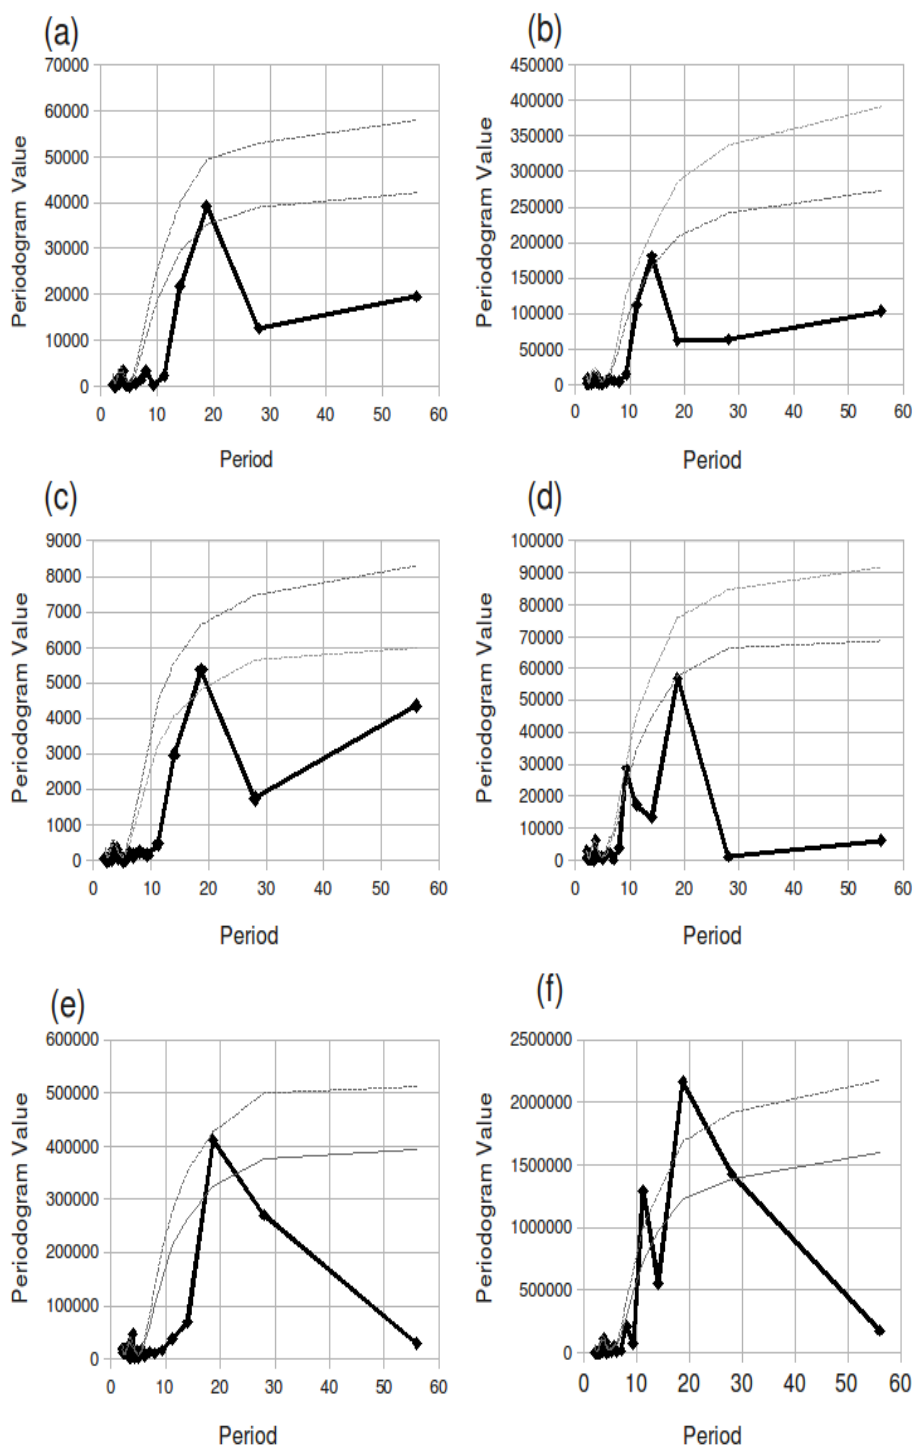 (a)
Periodogram Value
70000
60000
50000
40000
30000
20000
10000
0
0 10 20 30 40 50 60
Period
(b)
Periodogram Value
450000
400000
350000
300000
250000
200000
150000
100000
50000
0
0 10 20 30 40 50 60
Period
(c)
Periodogram Value
9000
8000
7000
6000
5000
4000
3000
2000
1000
0
0 10 20 30 40 50 60
Period
(d)
Periodogram Value
100000
90000
80000
70000
60000
50000
40000
30000
20000
10000
0
0 10 20 30 40 50 60
Period
(e)
Periodogram Value
600000
500000
400000
300000
200000
100000
0
0 10 20 30 40 50 60
Period
(f)
Periodogram Value
2500000
2000000
1500000
1000000
500000
0
0 10 20 30 40 50 60
Period